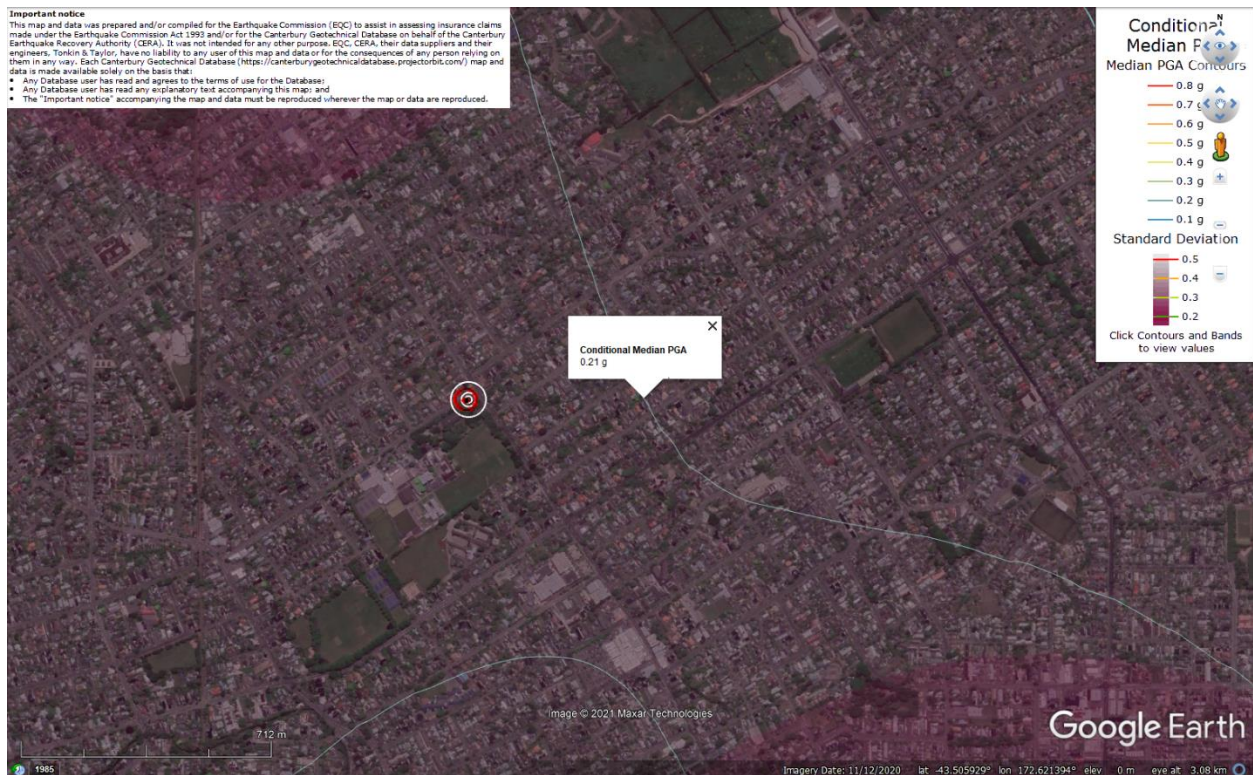 Important notice
This map and data was prepared and/or compiled for the Earthquake Commission (EQC) to assist in assessing insurance claims
made under the Earthquake Commission Act 1993 and/or for the Canterbury Geotechnical Database on behalf of the Canterbury
Earthquake Recovery Authority (CERA). It was not intended for any other purpose. EQC, CERA, their data suppliers and their
engineers, Tonkin & Taylor, have no liability to any user of this map and data or for the consequences of any person relying on
them in any way. Each Canterbury Geotechnical Database (https://canterburygeotechnicaldatabase.projectorbit.com/) map and
data is made available solely on the basis that:
• Any Database user has read and agrees to the terms of use for the Database;
• Any Database user has read any explanatory text accompanying this map; and
• The "Important notice" accompanying the map and data must be reproduced wherever the map or data are reproduced.
Conditional
Median
Median PGA Contours
0.8 g
0.7 g
0.6 g
0.5 g
0.4 g
0.3 g
0.2 g
0.1 g
Standard Deviation
0.5
0.4
0.3
0.2
Click Contours and Bands
to view values
N
Conditional Median PGA
0.21 g
Image © 2021 Maxar Technologies
Google Earth
712 m
1985
Imagery Date: 11/12/2020 lat -43.505929° lon 172.621394° elev 0 m eye alt 3.08 km